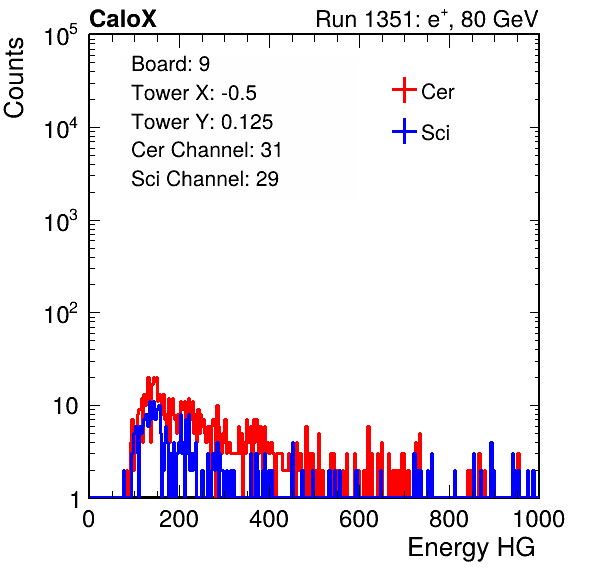 CaloX Run 1351: e⁺, 80 GeV
Counts
10⁵
10⁴
10³
10²
10
1
Board: 9
Tower X: -0.5
Tower Y: 0.125
Cer Channel: 31
Sci Channel: 29
Cer
Sci
0 200 400 600 800 1000
Energy HG